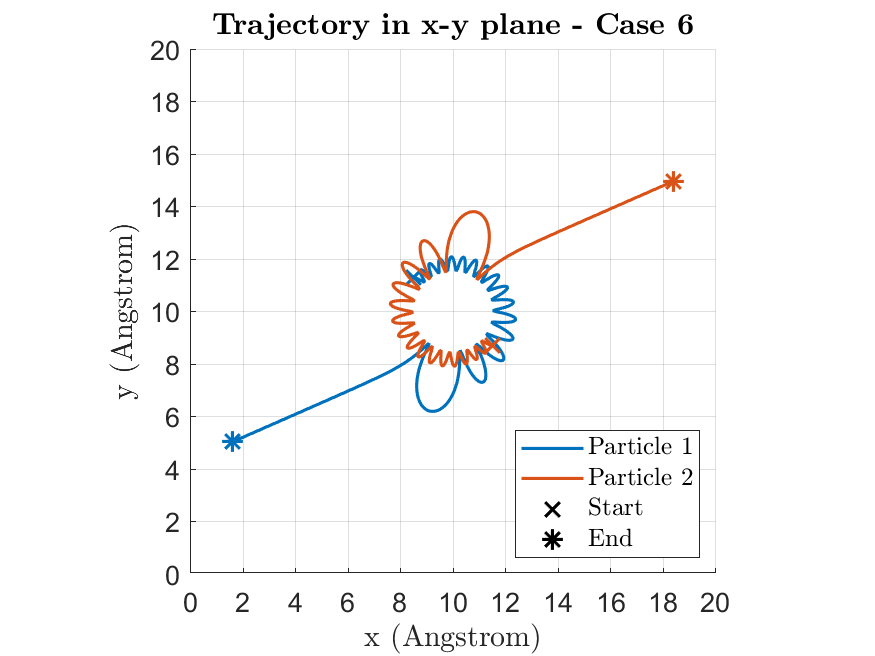 Trajectory in x-y plane - Case 6
20
18
16
14
12
10
8
6
4
2
0
y (Angstrom)
Particle 1
Particle 2
Start
End
0 2 4 6 8 10 12 14 16 18 20
x (Angstrom)